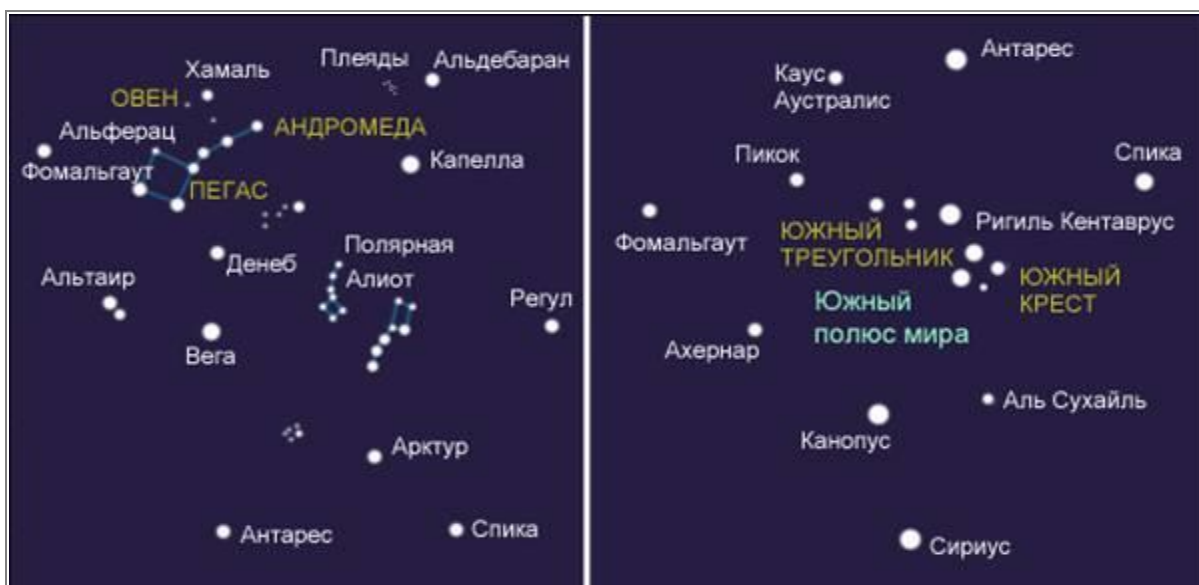 Плеяды
Альдебаран
Хамаль
ОВЕН
Альферац
АНДРОМЕДА
Фомальгаут
Капелла
ПЕГАС
Полярная
Денеб
Алиот
Альтаир
Регул
Вега
Арктур
Антарес
Спика
Антарес
Каус
Аустралис
Пикок
Спика
Фомальгаут
ЮЖНЫЙ
ТРЕУГОЛЬНИК
Ригиль Кентаврус
ЮЖНЫЙ
КРЕСТ
Южный
полюс мира
Ахернар
Аль Сухайль
Канопус
Сириус